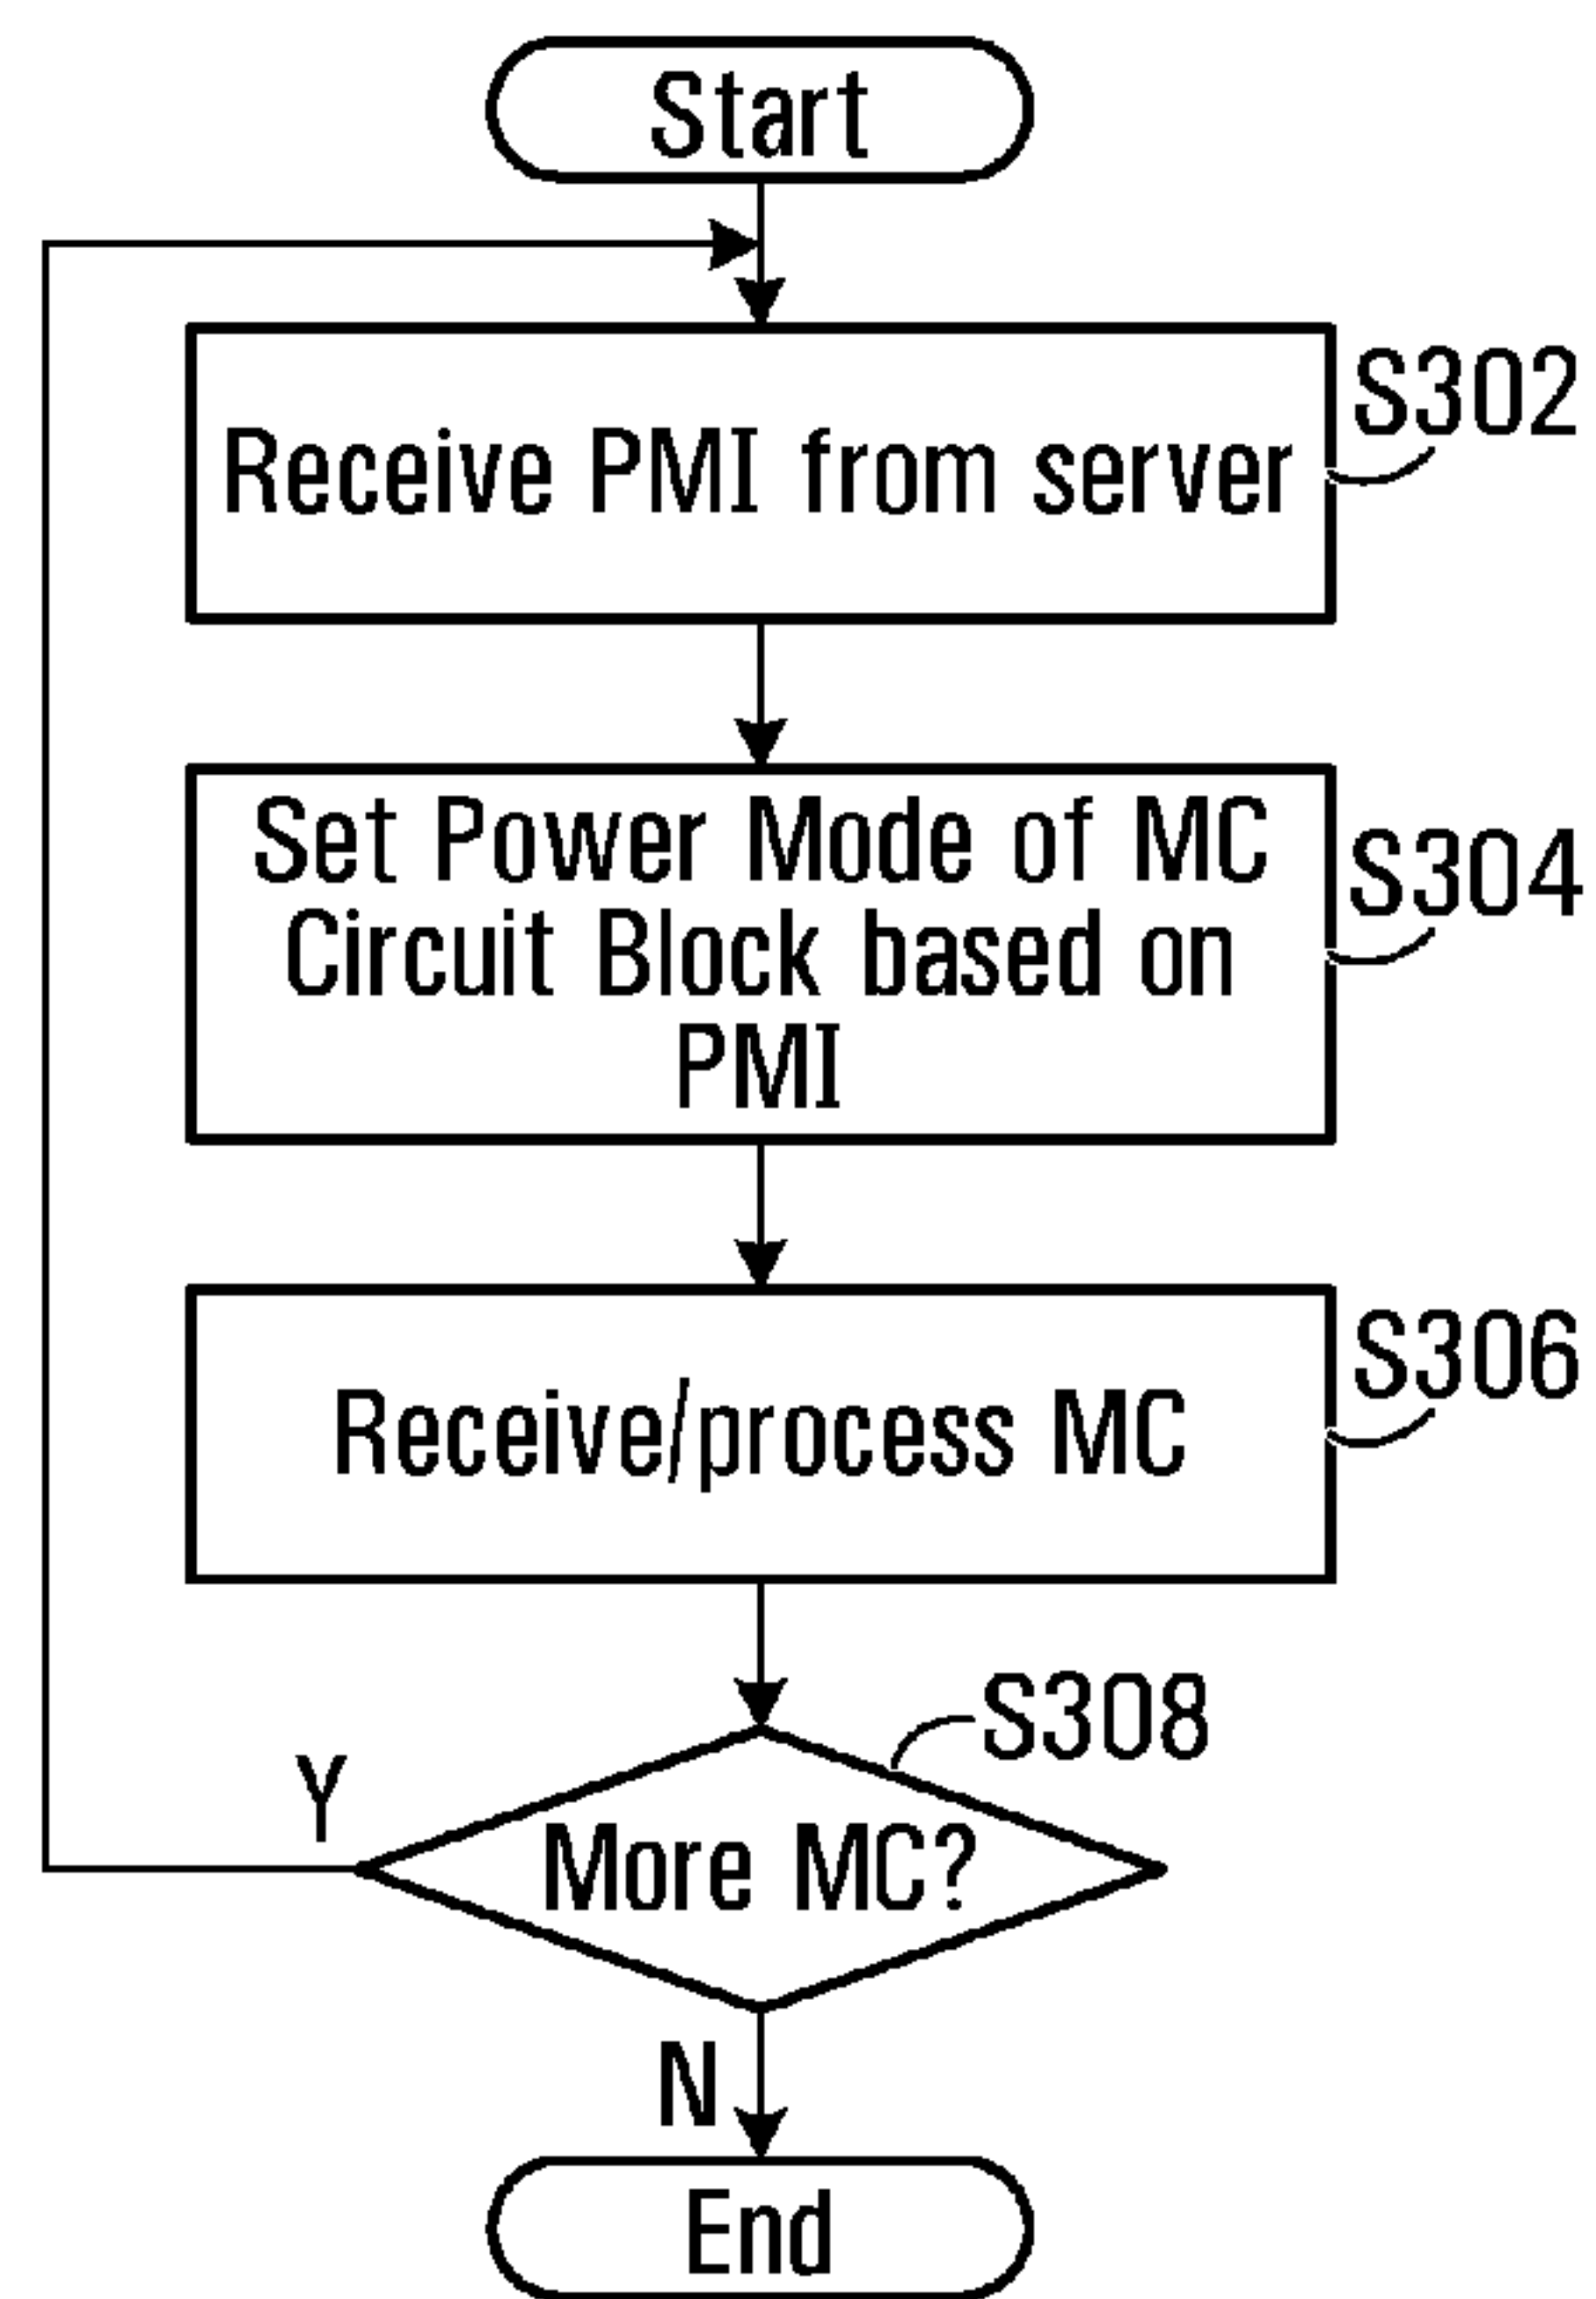 Start
Receive PMI from server
S302
Set Power Mode of MC
Circuit Block based on
PMI
S304
Receive/process MC
S306
S308
Y
More MC?
N
End